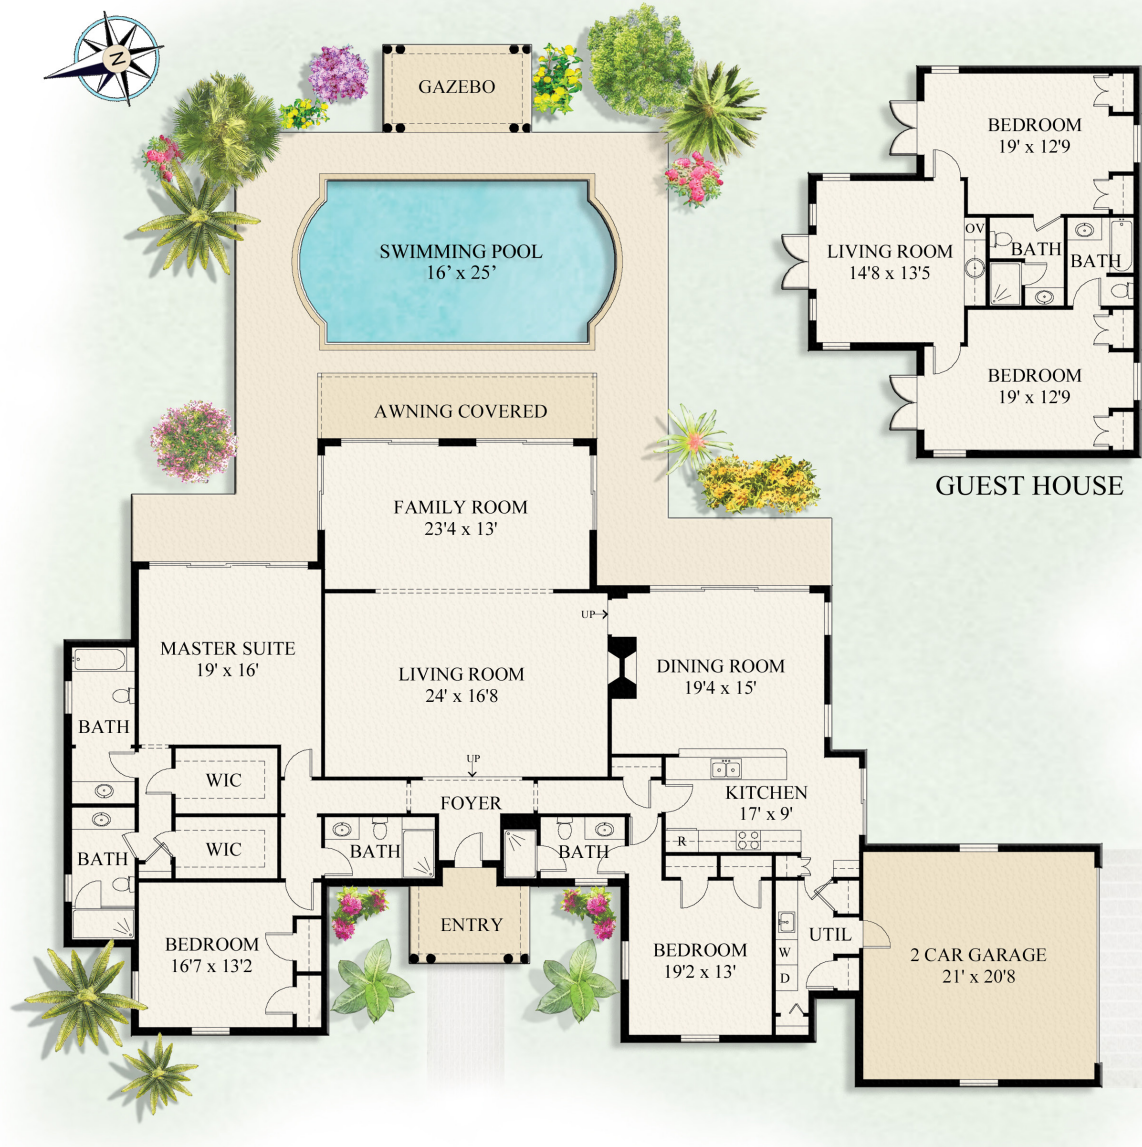 N
GAZEBO
SWIMMING POOL
16’ x 25’
AWNING COVERED
BEDROOM
19' x 12'9
LIVING ROOM
14'8 x 13'5
OV
BATH
BATH
BEDROOM
19' x 12'9
GUEST HOUSE
FAMILY ROOM
23'4 x 13'
UP
MASTER SUITE
19' x 16'
LIVING ROOM
24' x 16'8
DINING ROOM
19'4 x 15'
BATH
WIC
UP
FOYER
KITCHEN
17' x 9'
R
BATH
WIC
BATH
BATH
ENTRY
BEDROOM
16'7 x 13'2
BEDROOM
19'2 x 13'
W
D
UTIL
2 CAR GARAGE
21' x 20'8